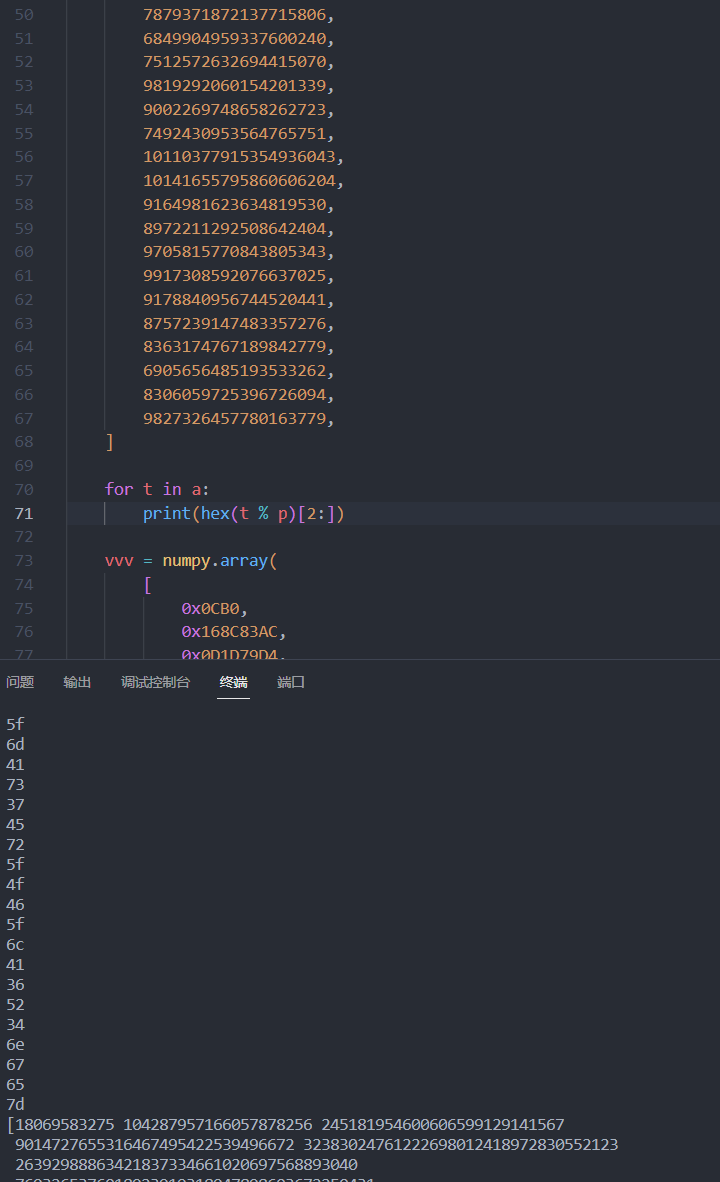 50 7879371872137715806,
51 6849904959337600240,
52 7512572632694415070,
53 9819292060154201339,
54 9002269748658262723,
55 7492430953564765751,
56 10110377915354936043,
57 10141655795860606204,
58 9164981623634819530,
59 8972211292508642404,
60 9705815770843805343,
61 9917308592076637025,
62 9178840956744520441,
63 8757239147483357276,
64 8363174767189842779,
65 6905656485193533262,
66 8306059725396726094,
67 9827326457780163779,
68 ]
69
70 for t in a:
71 print(hex(t % p)[2:])
72
73 vvv = numpy.array(
74 [
75 0x0CB0,
76 0x168C83AC,
77 0x0D1D79D4,
问题 输出 调试控制台 终端 端口
5f
6d
41
73
37
45
72
5f
4f
46
5f
6c
41
36
52
34
6e
67
65
7d
[18069583275 104287957166057878256 245181954600606599129141567
9014727655316467495422539496672 323830247612226980124189728305521​23
2639298886342183733466102069756889304​0